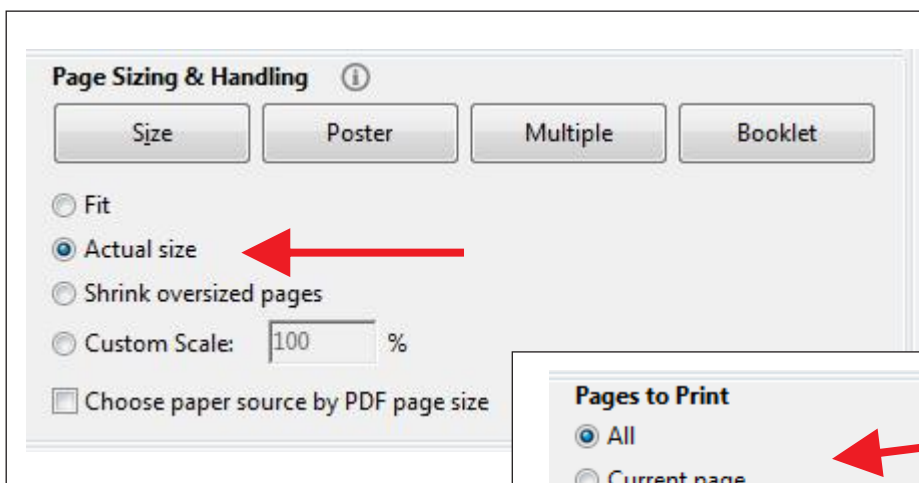 Page Sizing & Handling
Size Poster Multiple Booklet
Fit
Actual size
Shrink oversized pages
Custom Scale: 100 %
Choose paper source by PDF page size
Pages to Print
All
Current page